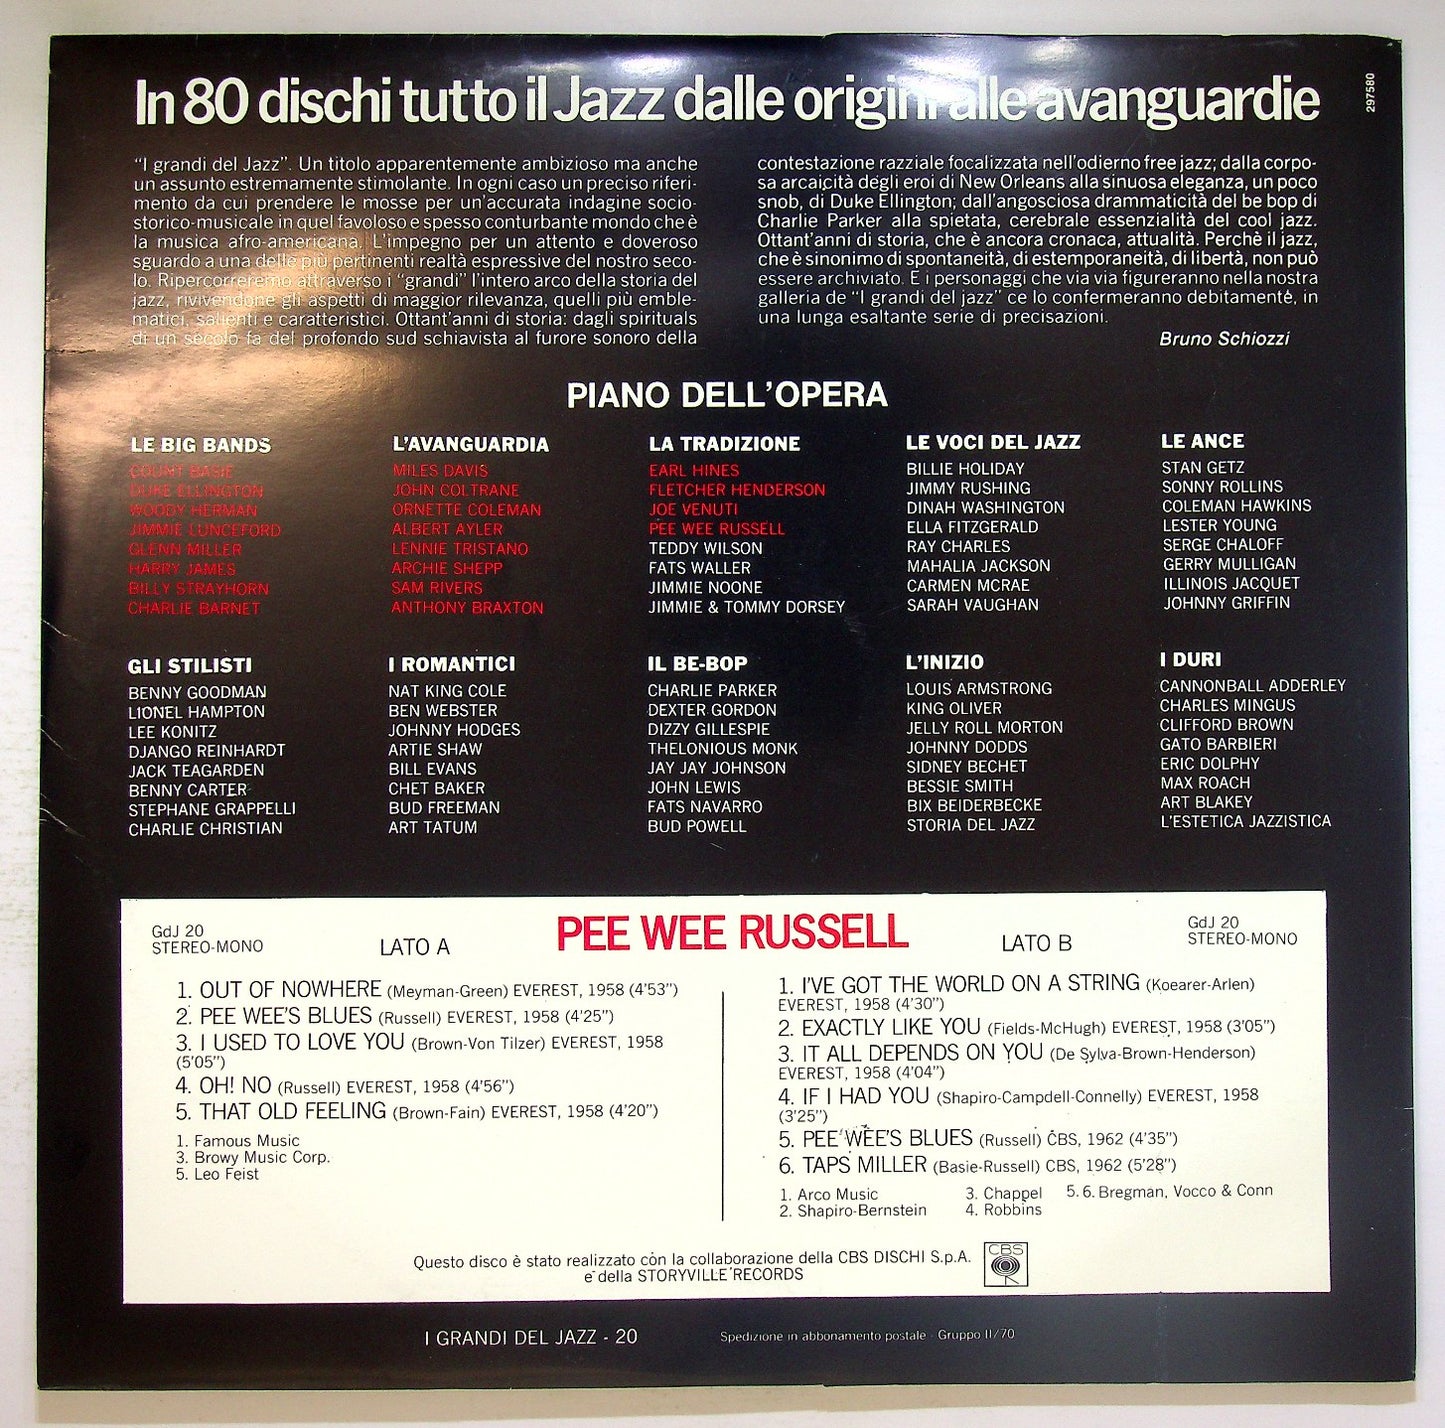 In 80 dischi tutto il Jazz dalle origini alle avanguardie
297580
"I grandi del Jazz". Un titolo apparentemente ambizioso ma anche
un assunto estremamente stimolante. In ogni caso un preciso riferi-
mento da cui prendere le mosse per un'accurata indagine socio-
storico-musicale in quel favoloso e spesso conturbante mondo che è
la musica afro-americana. L'impegno per un attento e doveroso
sguardo a una delle più pertinenti realtà espressive del nostro seco-
lo. Ripercorreremo attraverso i "grandi" l'intero arco della storia del
jazz, rivivendone gli aspetti di maggior rilevanza, quelli più emble-
matici, salienti e caratteristici. Ottant'anni di storia: dagli spirituals
di un secolo fa del profondo sud schiavista al furore sonoro della
contestazione razziale focalizzata nell'odierno free jazz; dalla corpo-
sa arcaicità degli eroi di New Orleans alla sinuosa eleganza, un poco
snob, di Duke Ellington; dall'angosciosa drammaticità del be bop di
Charlie Parker alla spietata, cerebrale essenzialità del cool jazz.
Ottant'anni di storia, che è ancora cronaca, attualità. Perchè il jazz,
che è sinonimo di spontaneità, di estemporaneità, di libertà, non può
essere archiviato. E i personaggi che via via figureranno nella nostra
galleria de "I grandi del jazz" ce lo confermeranno debitamente, in
una lunga esaltante serie di precisazioni.
Bruno Schiozzi
PIANO DELL'OPERA
LE BIG BANDS
COUNT BASIE
DUKE ELLINGTON
WOODY HERMAN
JIMMIE LUNCEFORD
GLENN MILLER
HARRY JAMES
BILLY STRAYHORN
CHARLIE BARNET
L'AVANGUARDIA
MILES DAVIS
JOHN COLTRANE
ORNETTE COLEMAN
ALBERT AYLER
LENNIE TRISTANO
ARCHIE SHEPP
SAM RIVERS
ANTHONY BRAXTON
LA TRADIZIONE
EARL HINES
FLETCHER HENDERSON
JOE VENUTI
PEE WEE RUSSELL
TEDDY WILSON
FATS WALLER
JIMMIE NOONE
JIMMIE & TOMMY DORSEY
LE VOCI DEL JAZZ
BILLIE HOLIDAY
JIMMY RUSHING
DINAH WASHINGTON
ELLA FITZGERALD
RAY CHARLES
MAHALIA JACKSON
CARMEN MCRAE
SARAH VAUGHAN
LE ANCE
STAN GETZ
SONNY ROLLINS
COLEMAN HAWKINS
LESTER YOUNG
SERGE CHALOFF
GERRY MULLIGAN
ILLINOIS JACQUET
JOHNNY GRIFFIN
GLI STILISTI
BENNY GOODMAN
LIONEL HAMPTON
LEE KONITZ
DJANGO REINHARDT
JACK TEAGARDEN
BENNY CARTER
STEPHANE GRAPPELLI
CHARLIE CHRISTIAN
I ROMANTICI
NAT KING COLE
BEN WEBSTER
JOHNNY HODGES
ARTIE SHAW
BILL EVANS
CHET BAKER
BUD FREEMAN
ART TATUM
IL BE-BOP
CHARLIE PARKER
DEXTER GORDON
DIZZY GILLESPIE
THELONIOUS MONK
JAY JAY JOHNSON
JOHN LEWIS
FATS NAVARRO
BUD POWELL
L'INIZIO
LOUIS ARMSTRONG
KING OLIVER
JELLY ROLL MORTON
JOHNNY DODDS
SIDNEY BECHET
BESSIE SMITH
BIX BEIDERBECKE
STORIA DEL JAZZ
I DURI
CANNONBALL ADDERLEY
CHARLES MINGUS
CLIFFORD BROWN
GATO BARBIERI
ERIC DOLPHY
MAX ROACH
ART BLAKEY
L'ESTETICA JAZZISTICA
PEE WEE RUSSELL
GdJ 20
STEREO-MONO
LATO A
1. OUT OF NOWHERE (Meyman-Green) EVEREST, 1958 (4'53")
2. PEE WEE'S BLUES (Russell) EVEREST, 1958 (4'25")
3. I USED TO LOVE YOU (Brown-Von Tilzer) EVEREST, 1958
(5'05")
4. OH! NO (Russell) EVEREST, 1958 (4'56")
5. THAT OLD FEELING (Brown-Fain) EVEREST, 1958 (4'20")
1. Famous Music
3. Browy Music Corp.
5. Leo Feist
LATO B
GdJ 20
STEREO-MONO
1. I'VE GOT THE WORLD ON A STRING (Koearer-Arlen)
EVEREST, 1958 (4'30")
2. EXACTLY LIKE YOU (Fields-McHugh) EVEREST, 1958 (3'05")
3. IT ALL DEPENDS ON YOU (De Sylva-Brown-Henderson)
EVEREST, 1958 (4'04")
4. IF I HAD YOU (Shapiro-Campdell-Connelly) EVEREST, 1958
(3'25")
5. PEE WEE'S BLUES (Russell) CBS, 1962 (4'35")
6. TAPS MILLER (Basie-Russell) CBS, 1962 (5'28")
1. Arco Music
2. Shapiro-Bernstein
3. Chappel
4. Robbins
5.6. Bregman, Vocco & Conn
Questo disco è stato realizzato con la collaborazione della CBS DISCHI S.p.A.
e della STORYVILLE RECORDS
CBS
I GRANDI DEL JAZZ - 20
Spedizione in abbonamento postale - Gruppo II/70